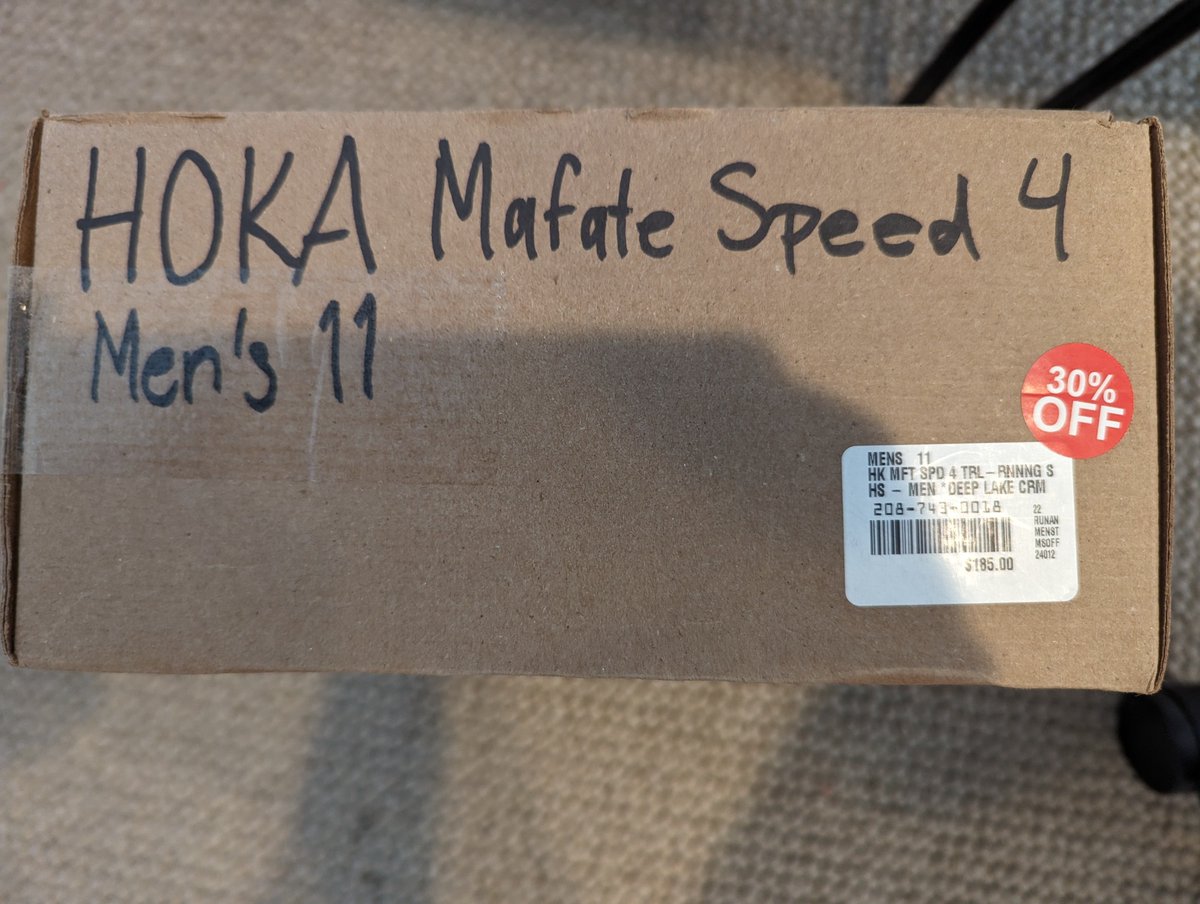 HOKA Mafate Speed 4
Men's 11
30%
OFF
MENS 11
HK MFT SPD 4 TRL-RNNNG S
HS - MEN *DEEP LAKE CRM
208-743-0018
22
RUNAN
MENST
MSOFF
24012
$185.00